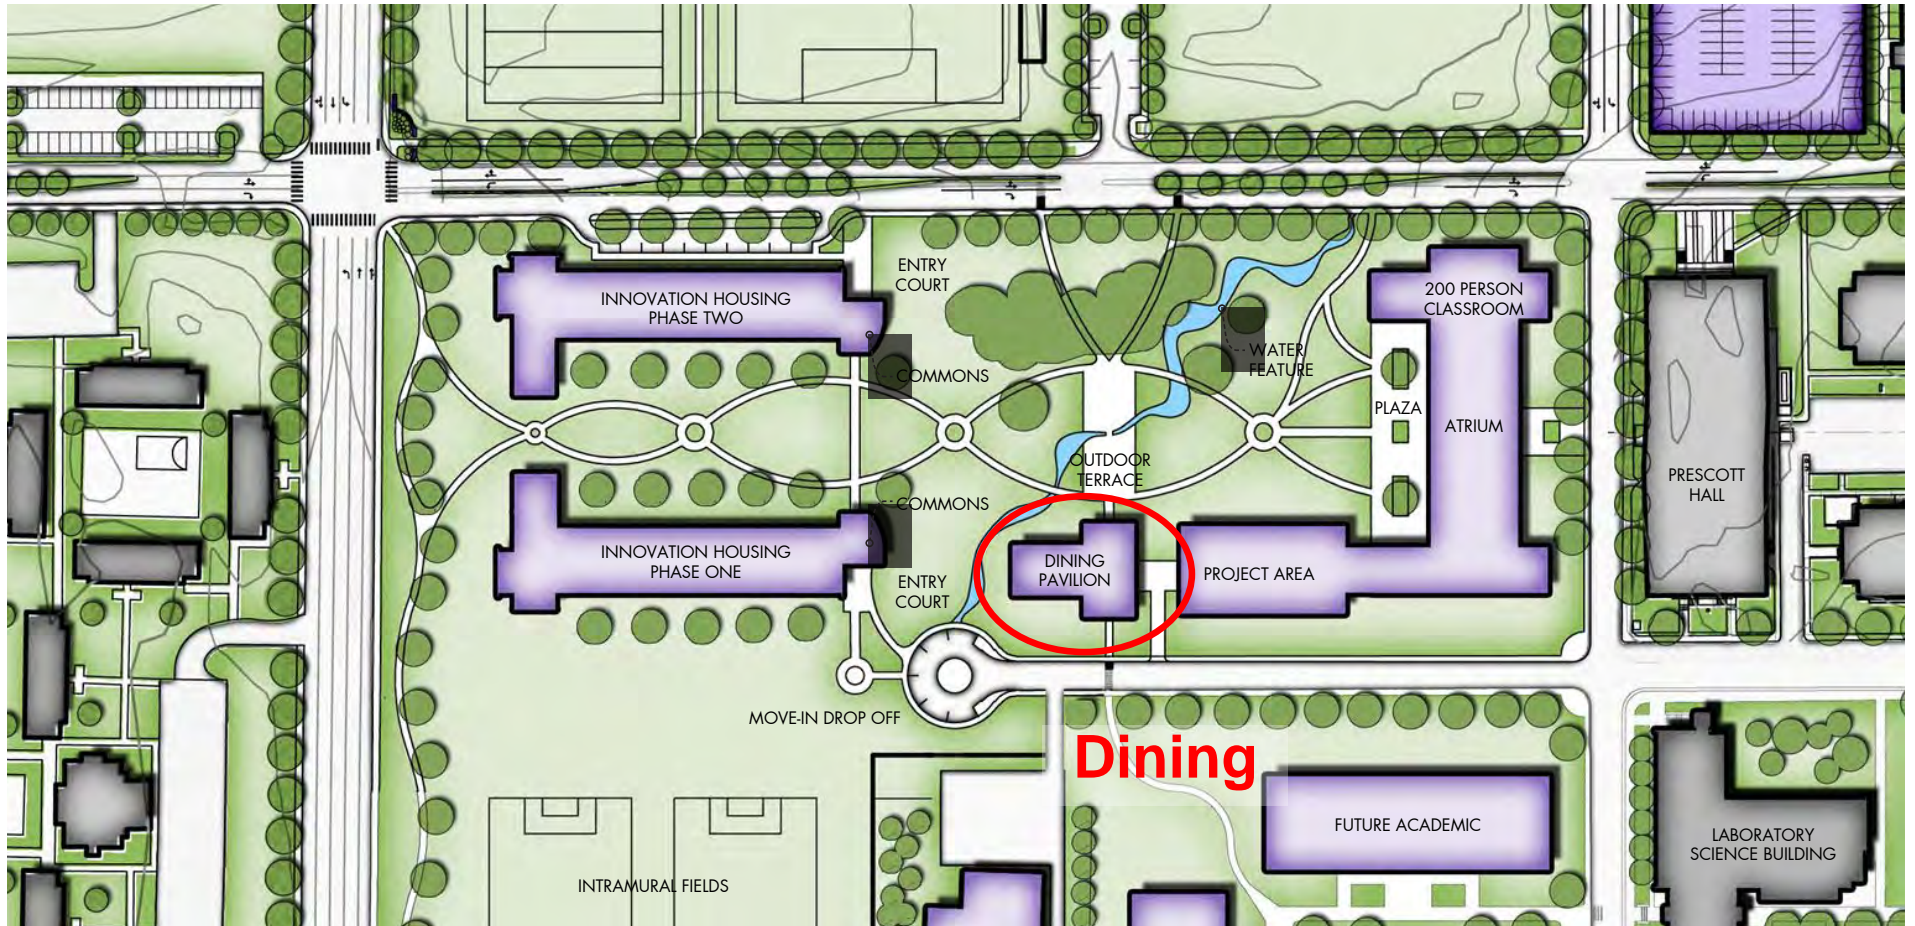 ENTRY
COURT
INNOVATION HOUSING
PHASE TWO
200 PERSON
CLASSROOM
WATER
FEATURE
COMMONS
PLAZA
ATRIUM
OUTDOOR
TERRACE
PRESCOTT
HALL
COMMONS
INNOVATION HOUSING
PHASE ONE
DINING
PAVILION
PROJECT AREA
ENTRY
COURT
MOVE-IN DROP OFF
Dining
FUTURE ACADEMIC
LABORATORY
SCIENCE BUILDING
INTRAMURAL FIELDS